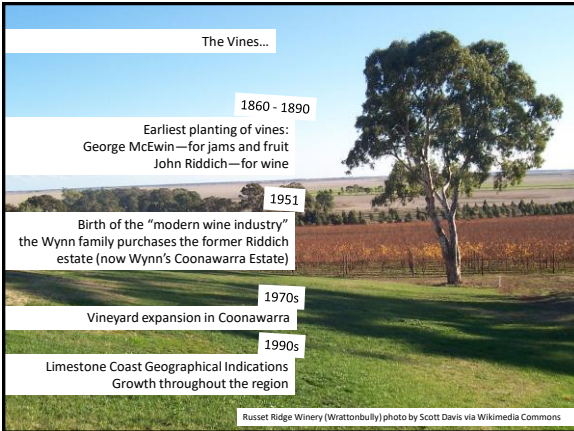 The Vines…
1860 - 1890
Earliest planting of vines:
George McEwin—for jams and fruit
John Riddich—for wine
1951
Birth of the “modern wine industry”
the Wynn family purchases the former Riddich
estate (now Wynn’s Coonawarra Estate)
1970s
Vineyard expansion in Coonawarra
1990s
Limestone Coast Geographical Indications
Growth throughout the region
Russet Ridge Winery (Wrattonbully) photo by Scott Davis via Wikimedia Commons